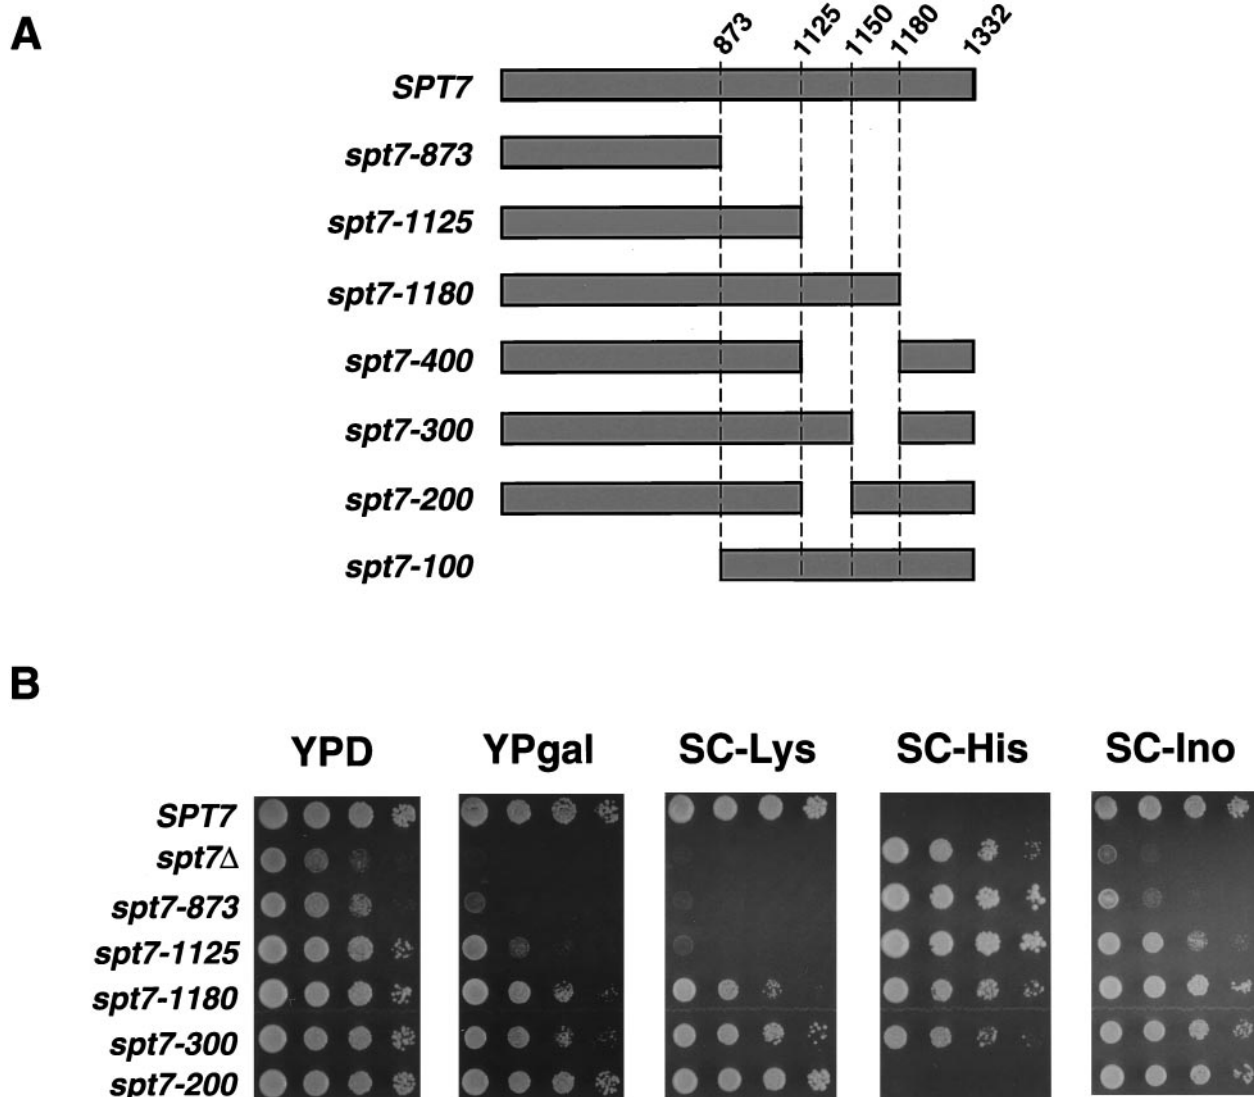 A
873 1125 1150 1180 1332
SPT7
spt7-873
spt7-1125
spt7-1180
spt7-400
spt7-300
spt7-200
spt7-100
B
YPD YPgal SC-Lys SC-His SC-Ino
SPT7
spt7Δ
spt7-873
spt7-1125
spt7-1180
spt7-300
spt7-200